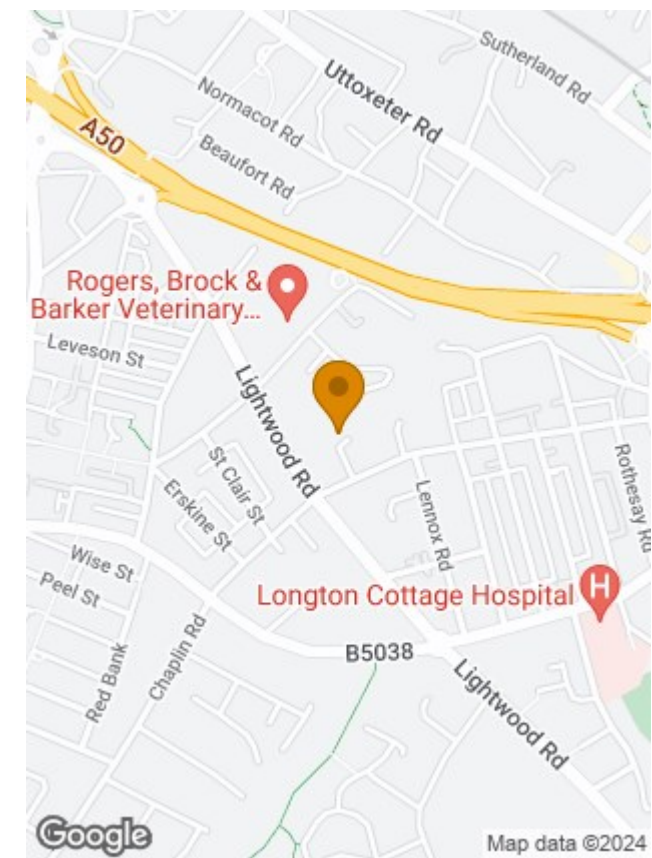 Sutherland Rd
Uttoxeter Rd
Normacot Rd
A50
Beaufort Rd
Rogers, Brock &
Barker Veterinary...
Leveson St
Lightwood Rd
St Clair St
Rothesay Rd
Erskine St
Lennox Rd
Wise St
Peel St
Longton Cottage Hospital
H
Chaplin Rd
Red Bank
B5038
Lightwood Rd
Google
Map data ©2024